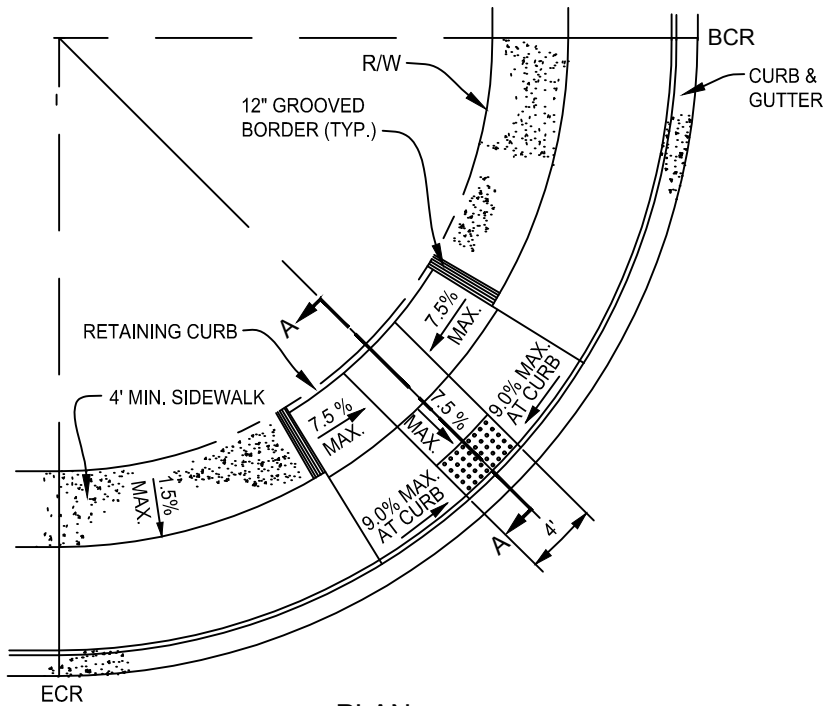 BCR
R/W
CURB &
GUTTER
12" GROOVED
BORDER (TYP.)
A
7.5%
MAX.
RETAINING CURB
9.0% MAX.
AT CURB
7.5 %
MAX.
4' MIN. SIDEWALK
7.5 %
MAX.
9.0% MAX.
AT CURB
1.5%
MAX.
A
4'
ECR
PLAN